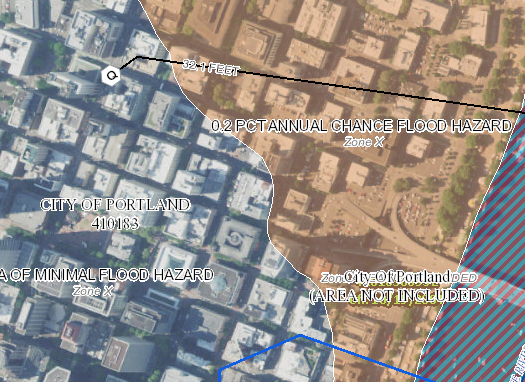 32.1 FEET
0.2 PCT ANNUAL CHANCE FLOOD HAZARD
Zone X
CITY OF PORTLAND
410183
A OF MINIMAL FLOOD HAZARD
Zone X
City Of Portland
(AREA NOT INCLUDED)